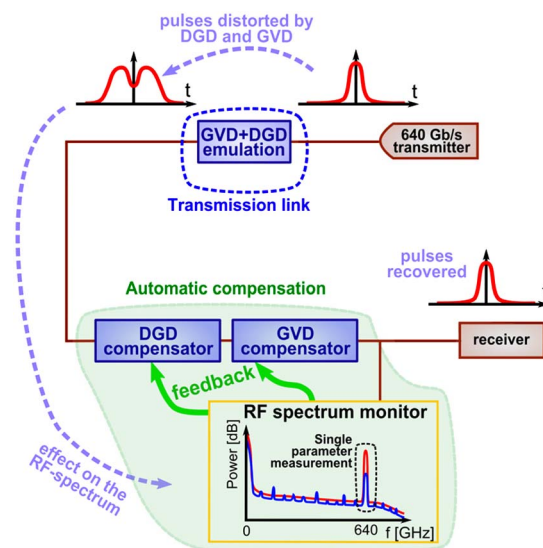 pulses distorted by
DGD and GVD
t
t
GVD+DGD
emulation
640 Gb/s
transmitter
Transmission link
pulses
recovered
Automatic compensation
DGD
compensator
GVD
compensator
receiver
feedback
RF spectrum monitor
effect on the
RF-spectrum
Power [dB]
Single
parameter
measurement
0
640
f [GHz]